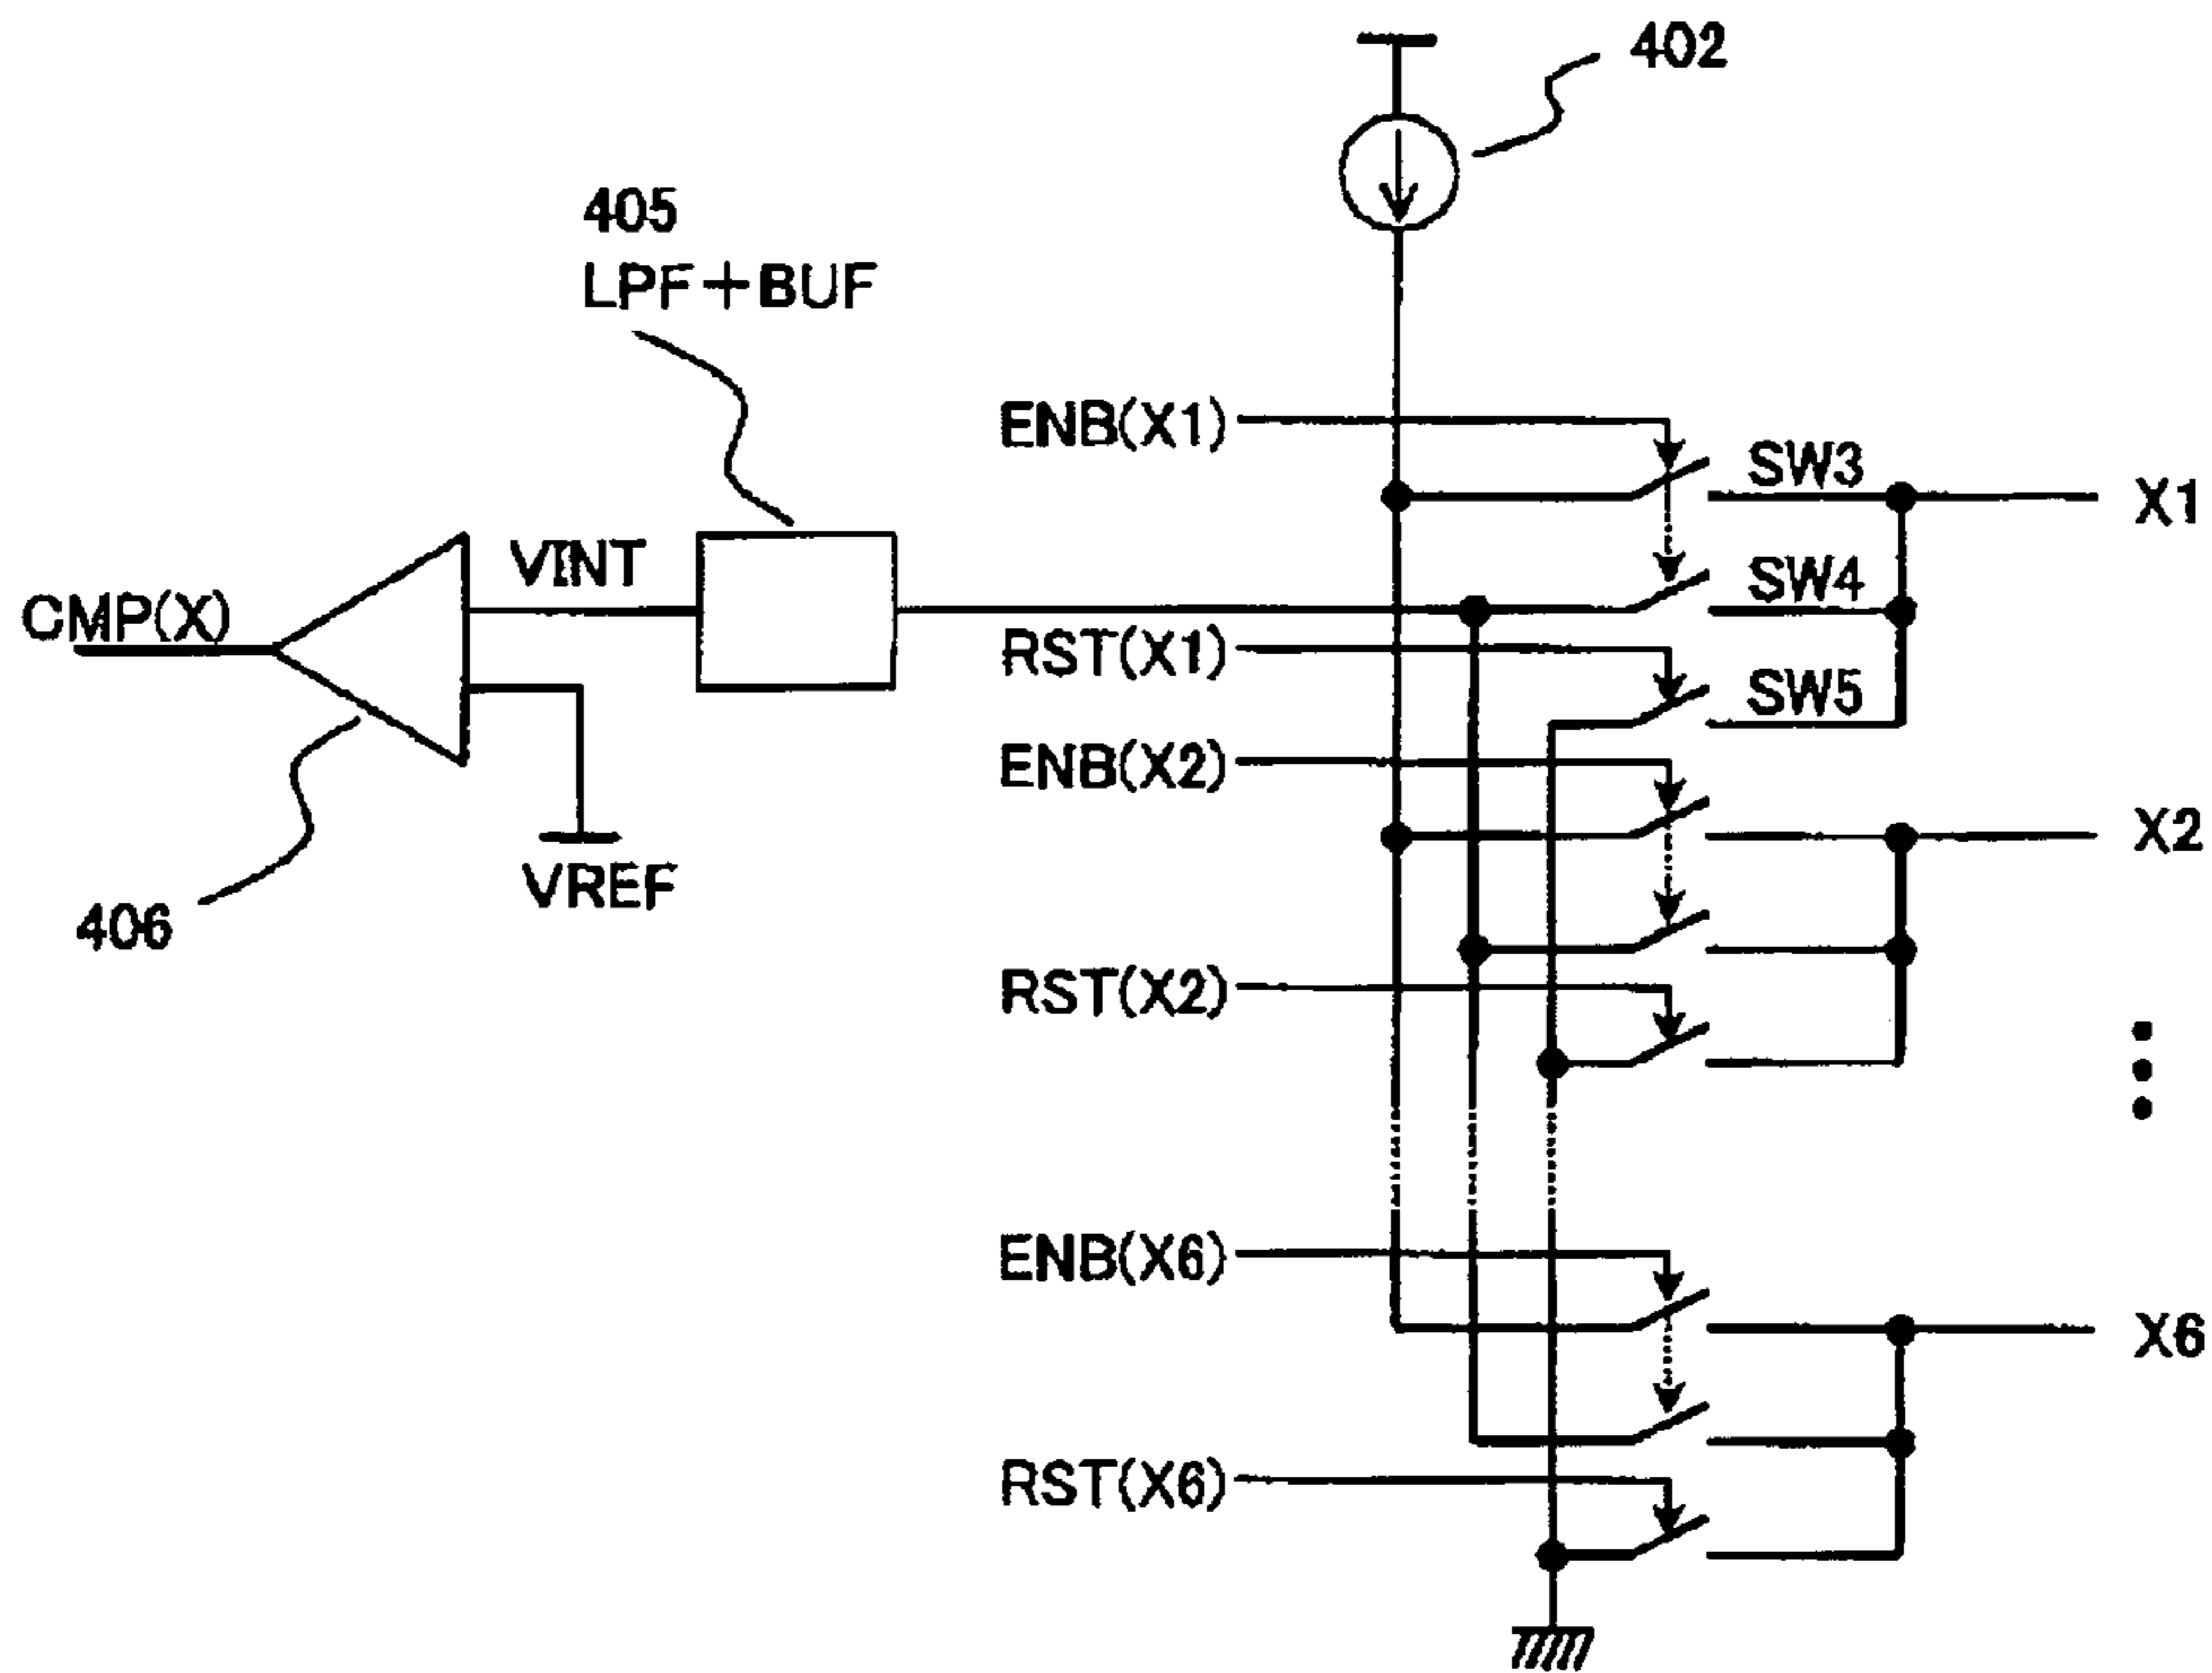 402
405
LPF+BUF
ENB(X1)
SW3
X1
VINT
SW4
CMP(X)
RST(X1)
SW5
ENB(X2)
X2
VREF
406
RST(X2)
ENB(X6)
X6
RST(X6)